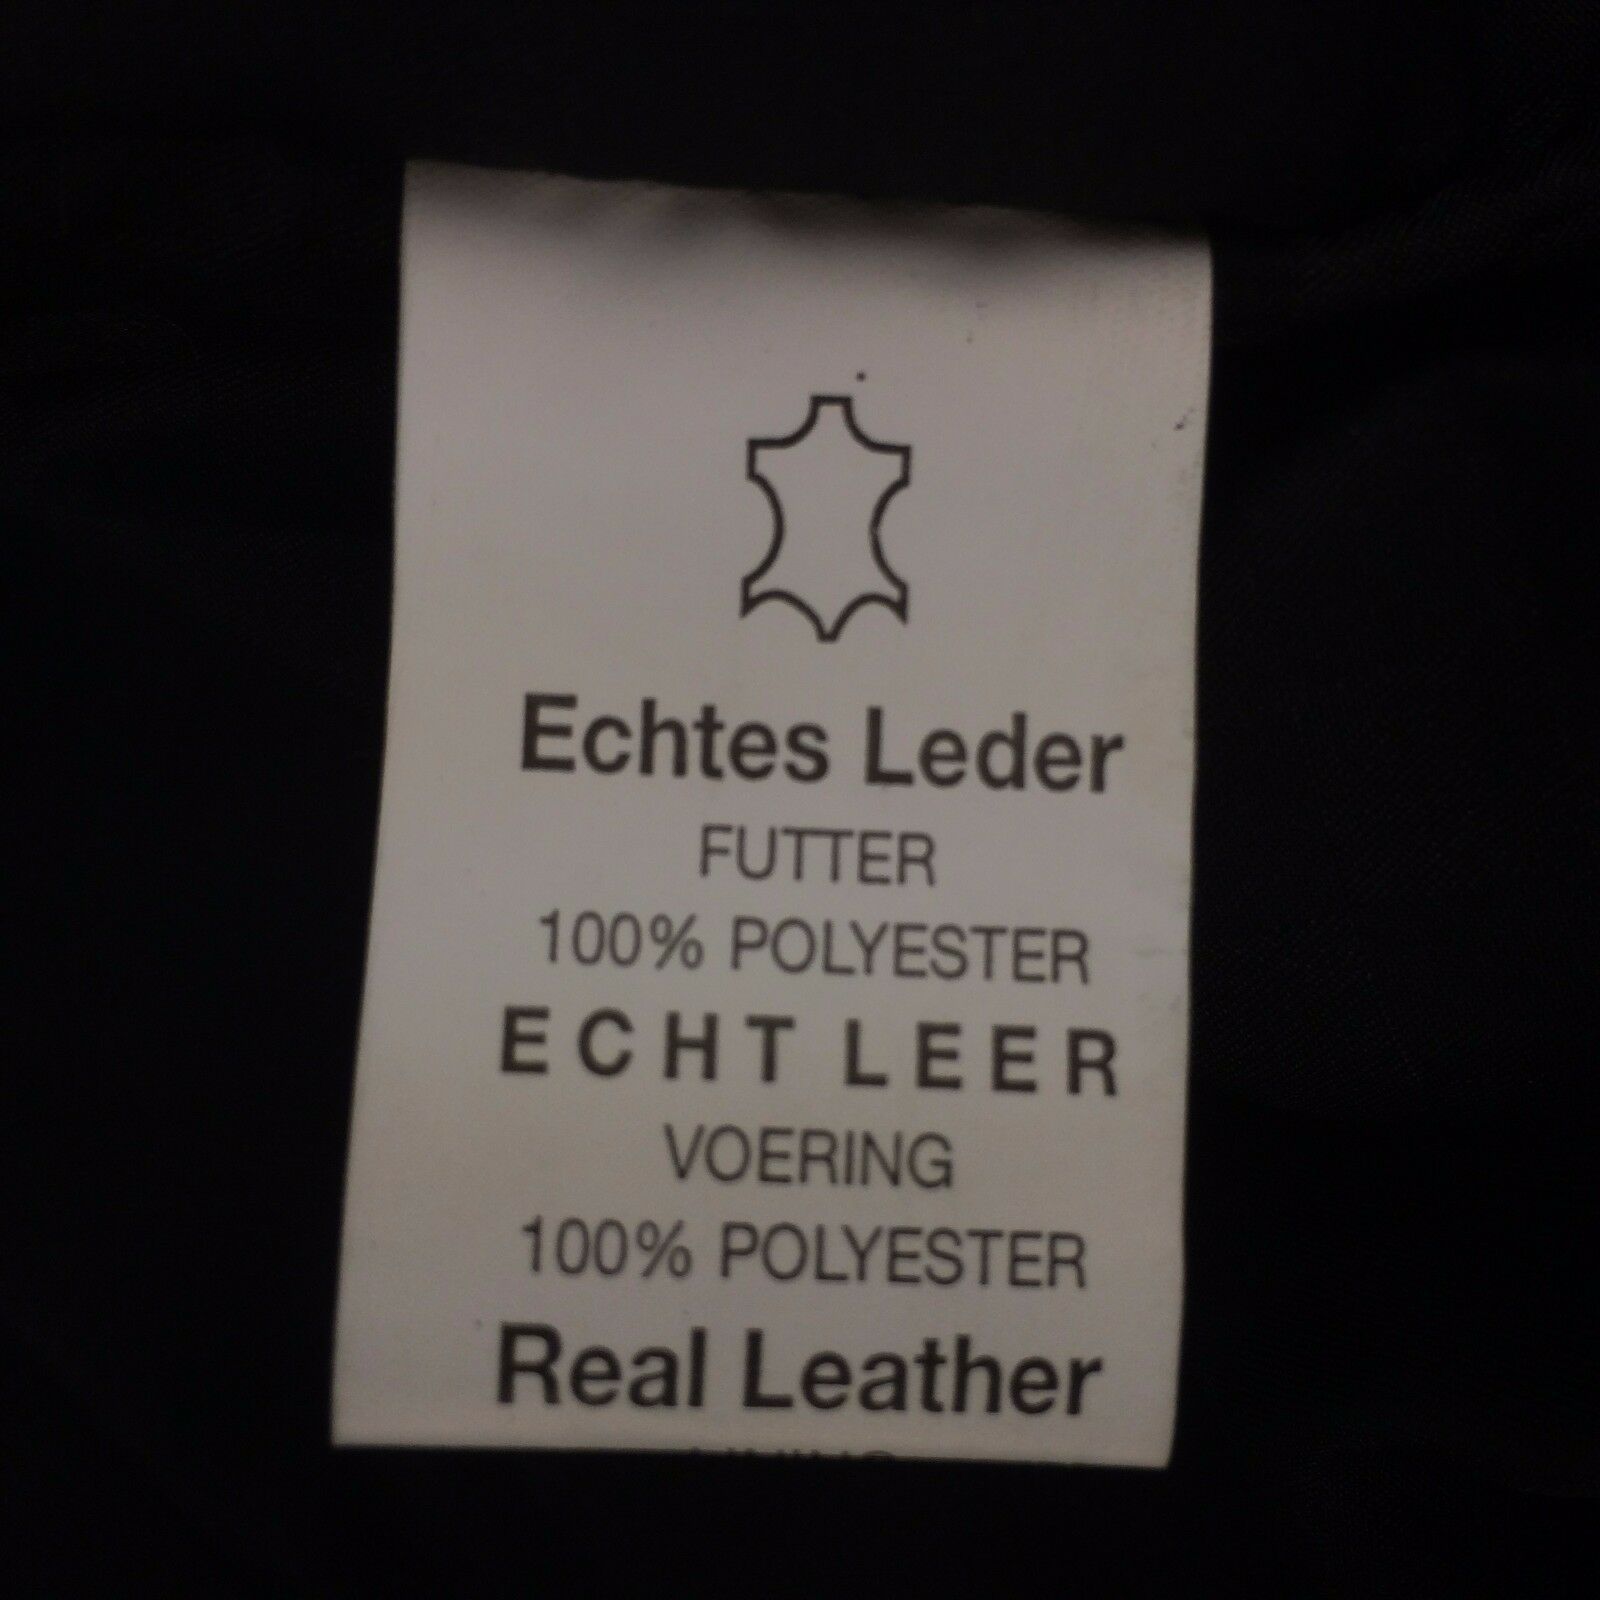 Echtes Leder
FUTTER
100% POLYESTER
ECHT LEER
VOERING
100% POLYESTER
Real Leather